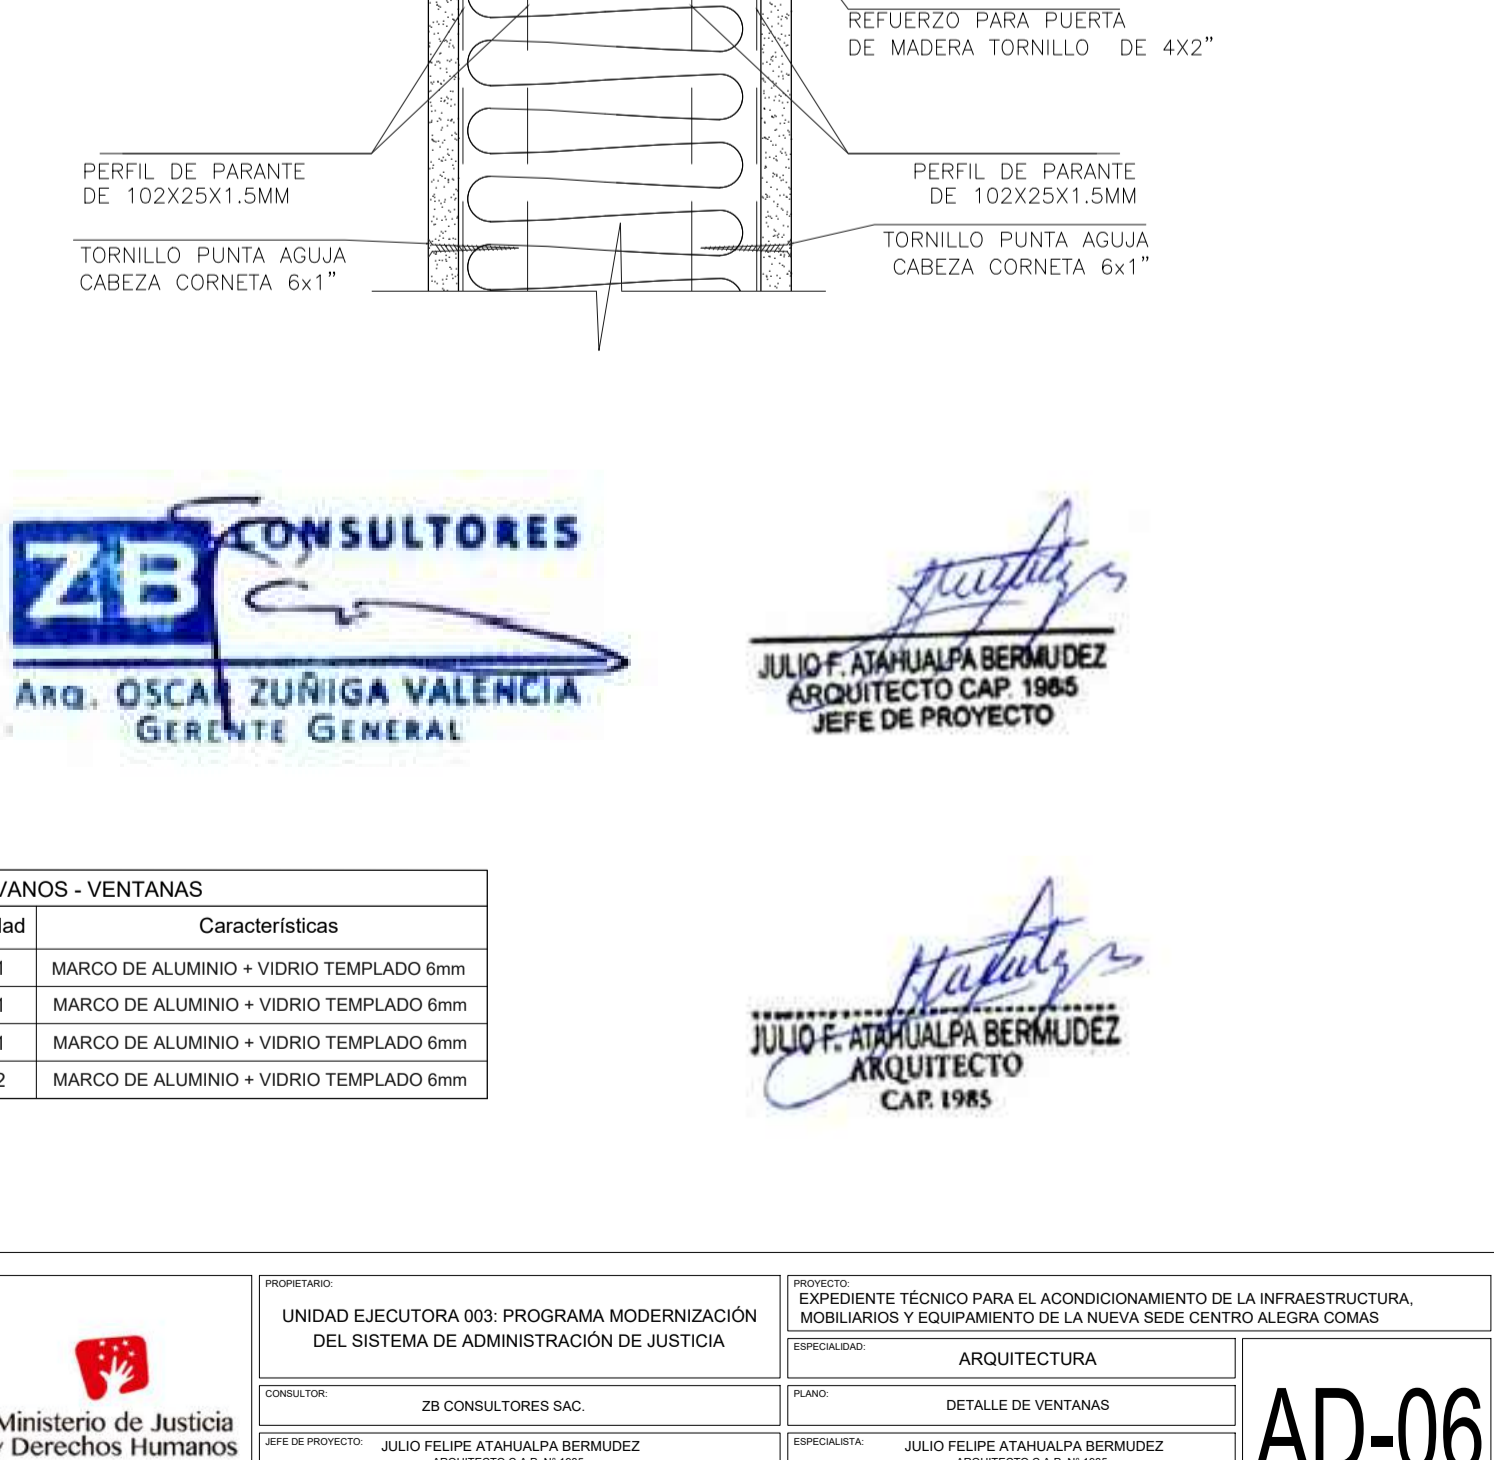 REFUERZO PARA PUERTA
DE MADERA TORNILLO DE 4X2”
PERFIL DE PARANTE
DE 102X25X1.5MM
PERFIL DE PARANTE
DE 102X25X1.5MM
TORNILLO PUNTA AGUJA
CABEZA CORNETA 6x1”
TORNILLO PUNTA AGUJA
CABEZA CORNETA 6x1”
ZB CONSULTORES
ARQ. OSCAR ZUÑIGA VALENCIA
GERENTE GENERAL
JULIO F. ATAHUALPA BERMUDEZ
ARQUITECTO CAP. 1985
JEFE DE PROYECTO
VANOS - VENTANAS
dad Características
1 MARCO DE ALUMINIO + VIDRIO TEMPLADO 6mm
1 MARCO DE ALUMINIO + VIDRIO TEMPLADO 6mm
1 MARCO DE ALUMINIO + VIDRIO TEMPLADO 6mm
2 MARCO DE ALUMINIO + VIDRIO TEMPLADO 6mm
JULIO F. ATAHUALPA BERMUDEZ
ARQUITECTO
CAP. 1985
Ministerio de Justicia
y Derechos Humanos
PROPIETARIO:
UNIDAD EJECUTORA 003: PROGRAMA MODERNIZACIÓN
DEL SISTEMA DE ADMINISTRACIÓN DE JUSTICIA
CONSULTOR:
ZB CONSULTORES SAC.
JEFE DE PROYECTO:
JULIO FELIPE ATAHUALPA BERMUDEZ
PROYECTO:
EXPEDIENTE TÉCNICO PARA EL ACONDICIONAMIENTO DE LA INFRAESTRUCTURA,
MOBILIARIOS Y EQUIPAMIENTO DE LA NUEVA SEDE CENTRO ALEGRA COMAS
ESPECIALIDAD:
ARQUITECTURA
PLANO:
DETALLE DE VENTANAS
ESPECIALISTA:
JULIO FELIPE ATAHUALPA BERMUDEZ
AD-06